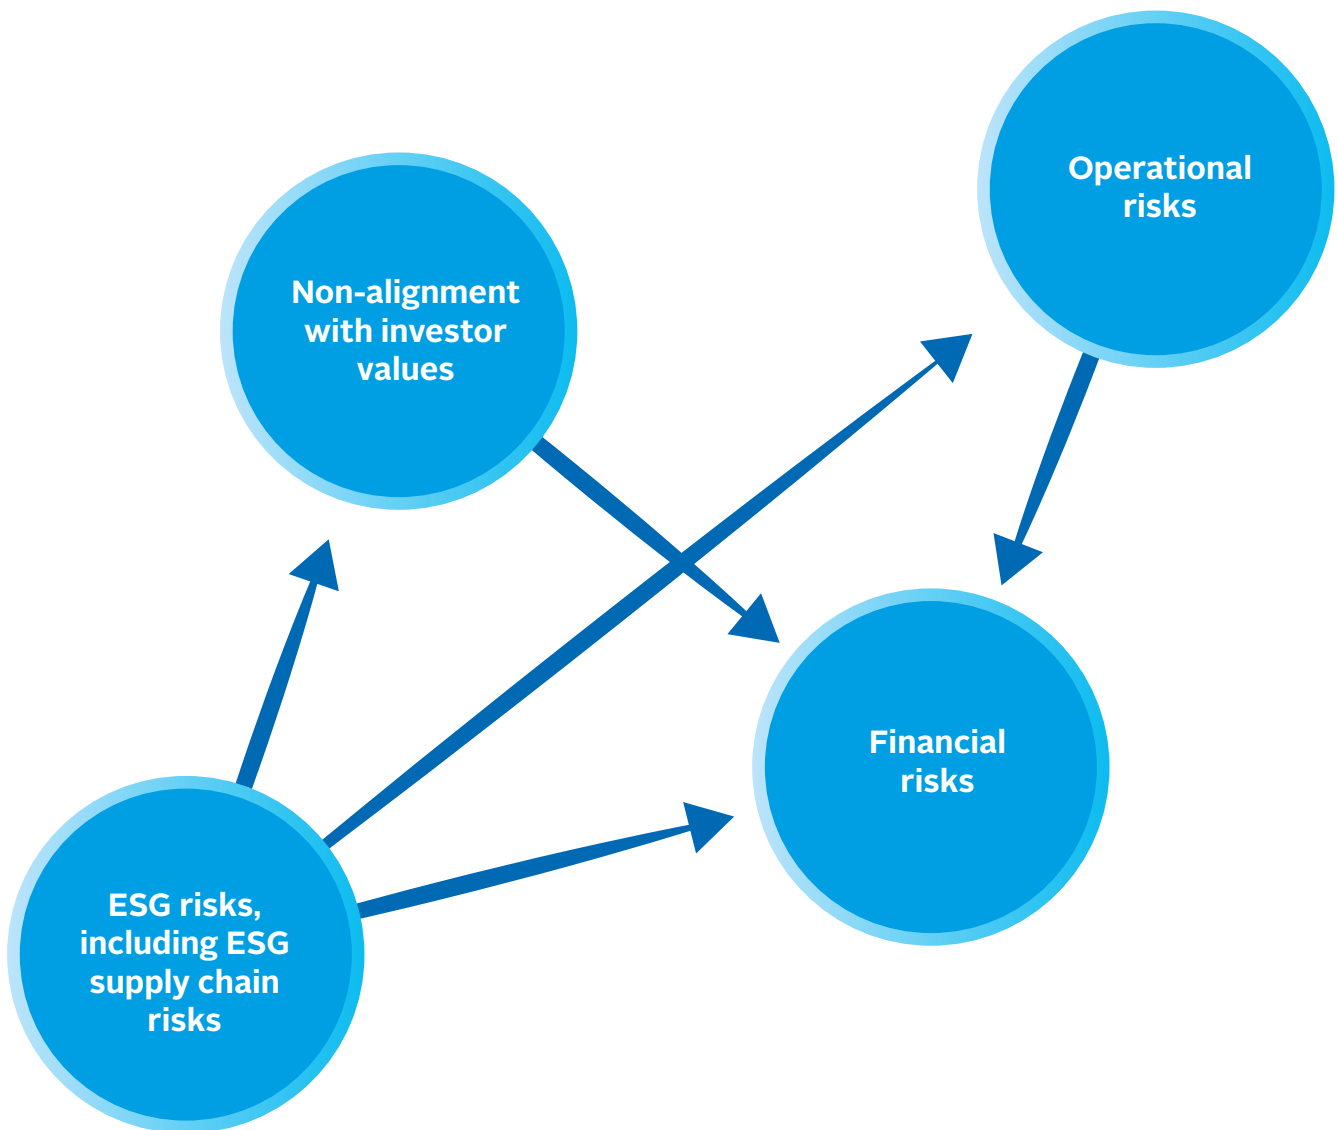 Operational
risks
Non-alignment
with investor
values
Financial
risks
ESG risks,
including ESG
supply chain
risks